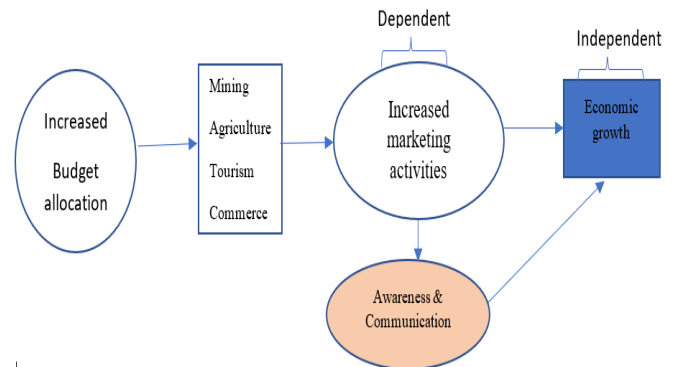 Dependent
Independent
Increased
Budget
allocation
Mining
Agriculture
Tourism
Commerce
Increased
marketing
activities
Economic
growth
Awareness &
Communication